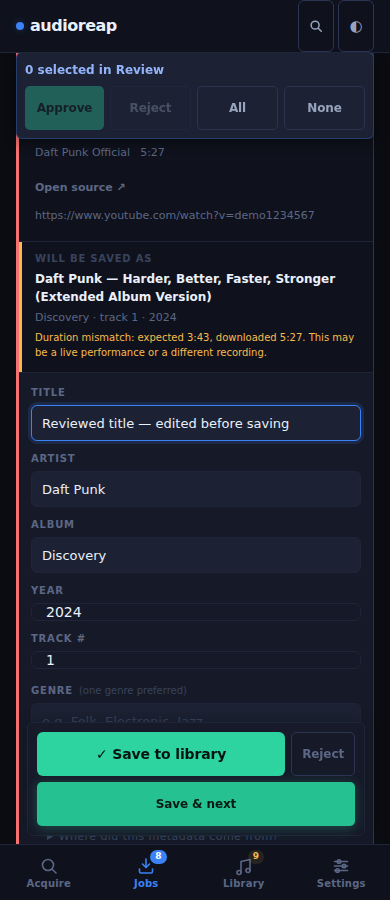 audioreap
0 selected in Review
Approve
Reject
All
None
Daft Punk Official 5:27
Open source ↗
https://www.youtube.com/watch?v=demo1234567
WILL BE SAVED AS
Daft Punk — Harder, Better, Faster, Stronger
(Extended Album Version)
Discovery · track 1 · 2024
Duration mismatch: expected 3:43, downloaded 5:27. This may
be a live performance or a different recording.
TITLE
Reviewed title — edited before saving
ARTIST
Daft Punk
ALBUM
Discovery
YEAR
2024
TRACK #
1
GENRE (one genre preferred)
e.g. Folk, Electronic, Jazz
✓ Save to library
Reject
Save & next
▶ Where did this metadata come from?
8
9
Acquire
Jobs
Library
Settings